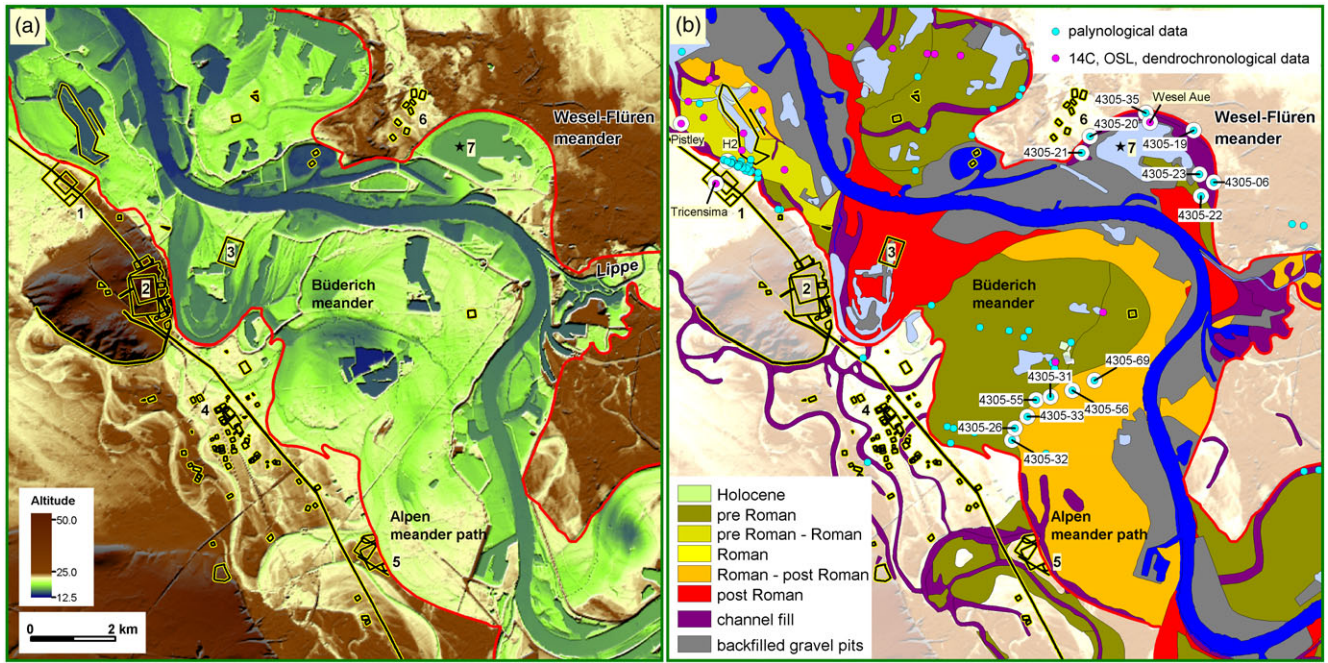 (a)
6
Wesel-Flüren
meander
★7
1
3
Lippe
2
Büderich
meander
4
Alpen
meander path
5
Altitude
50.0
25.0
12.5
0
2 km
(b)
palynological data
14C, OSL, dendrochronological data
4305-35
Wesel Aue
Wesel-Flüren
meander
6
4305-20
4305-19
Pistley
H2
4305-21
★7
4305-23
4305-06
Tricensima
1
4305-22
3
2
Büderich
meander
4305-69
4305-31
4305-55
4305-56
4
4305-33
4305-26
4305-32
Alpen
meander path
5
Holocene
pre Roman
pre Roman - Roman
Roman
Roman - post Roman
post Roman
channel fill
backfilled gravel pits